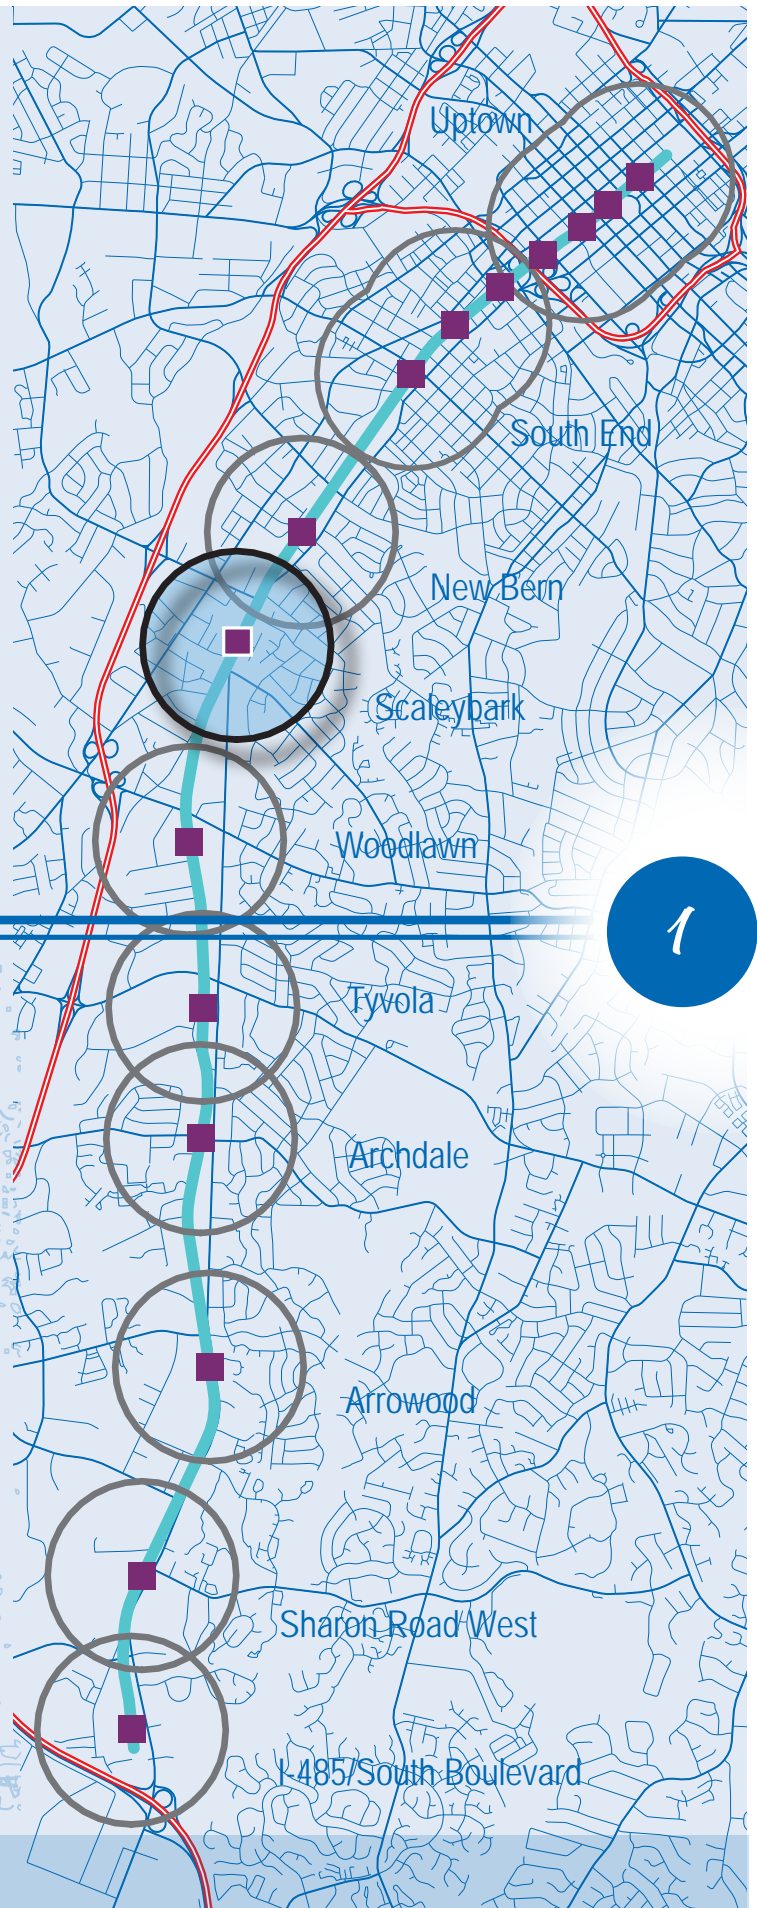 Uptown
South End
New Bern
Scaleybark
Woodlawn
1
Tyvola
Archdale
Arrowood
Sharon Road West
I-485/South Boulevard